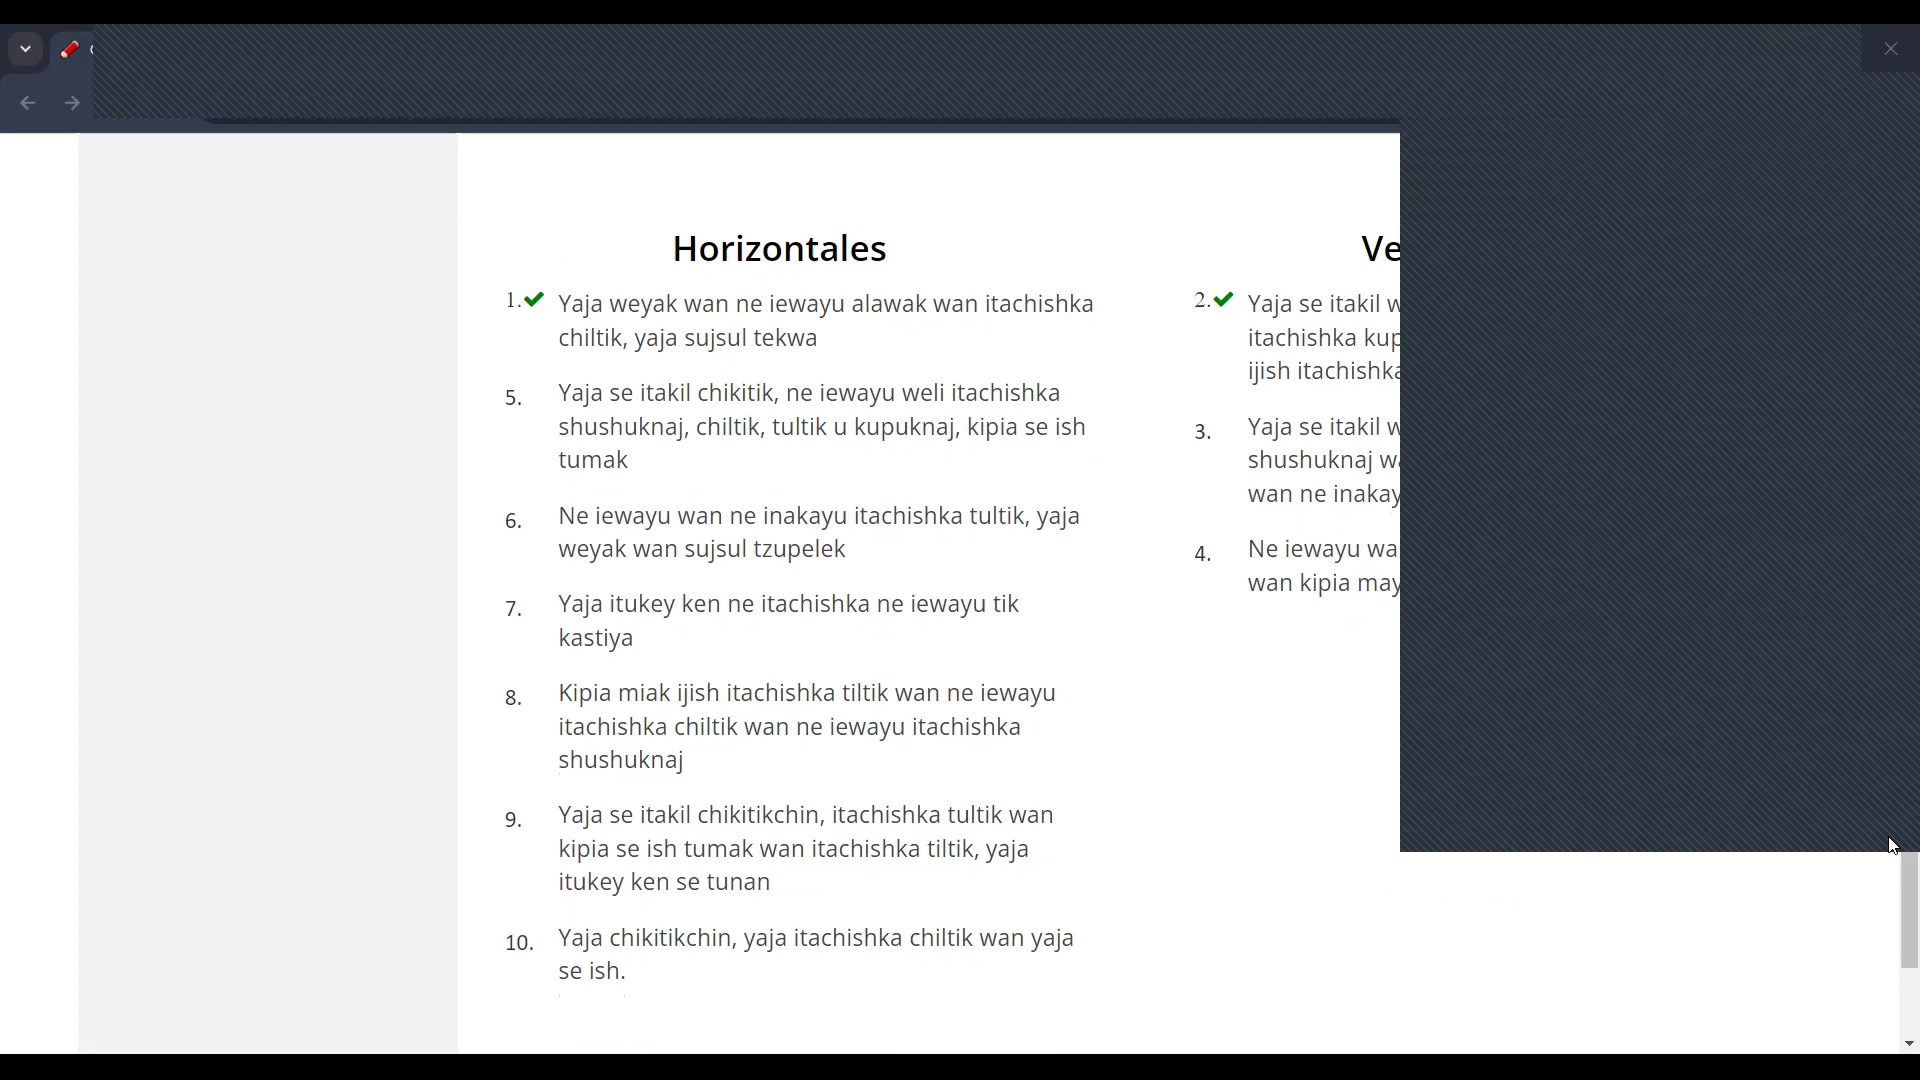 Horizontales
1. Yaja weyak wan ne iewayu alawak wan itachishka
chiltik, yaja sujsul tekwa
5. Yaja se itakil chikitik, ne iewayu weli itachishka
shushuknaj, chiltik, tultik u kupuknaj, kipia se ish
tumak
6. Ne iewayu wan ne inakayu itachishka tultik, yaja
weyak wan sujsul tzupelek
7. Yaja itukey ken ne itachishka ne iewayu tik
kastiya
8. Kipia miak ijish itachishka tiltik wan ne iewayu
itachishka chiltik wan ne iewayu itachishka
shushuknaj
9. Yaja se itakil chikitikchin, itachishka tultik wan
kipia se ish tumak wan itachishka tiltik, yaja
itukey ken se tunan
10. Yaja chikitikchin, yaja itachishka chiltik wan yaja
se ish.
Ve
2. Yaja se itakil w
itachishka kup
ijish itachishka
3. Yaja se itakil w
shushuknaj wa
wan ne inakay
4. Ne iewayu wa
wan kipia may